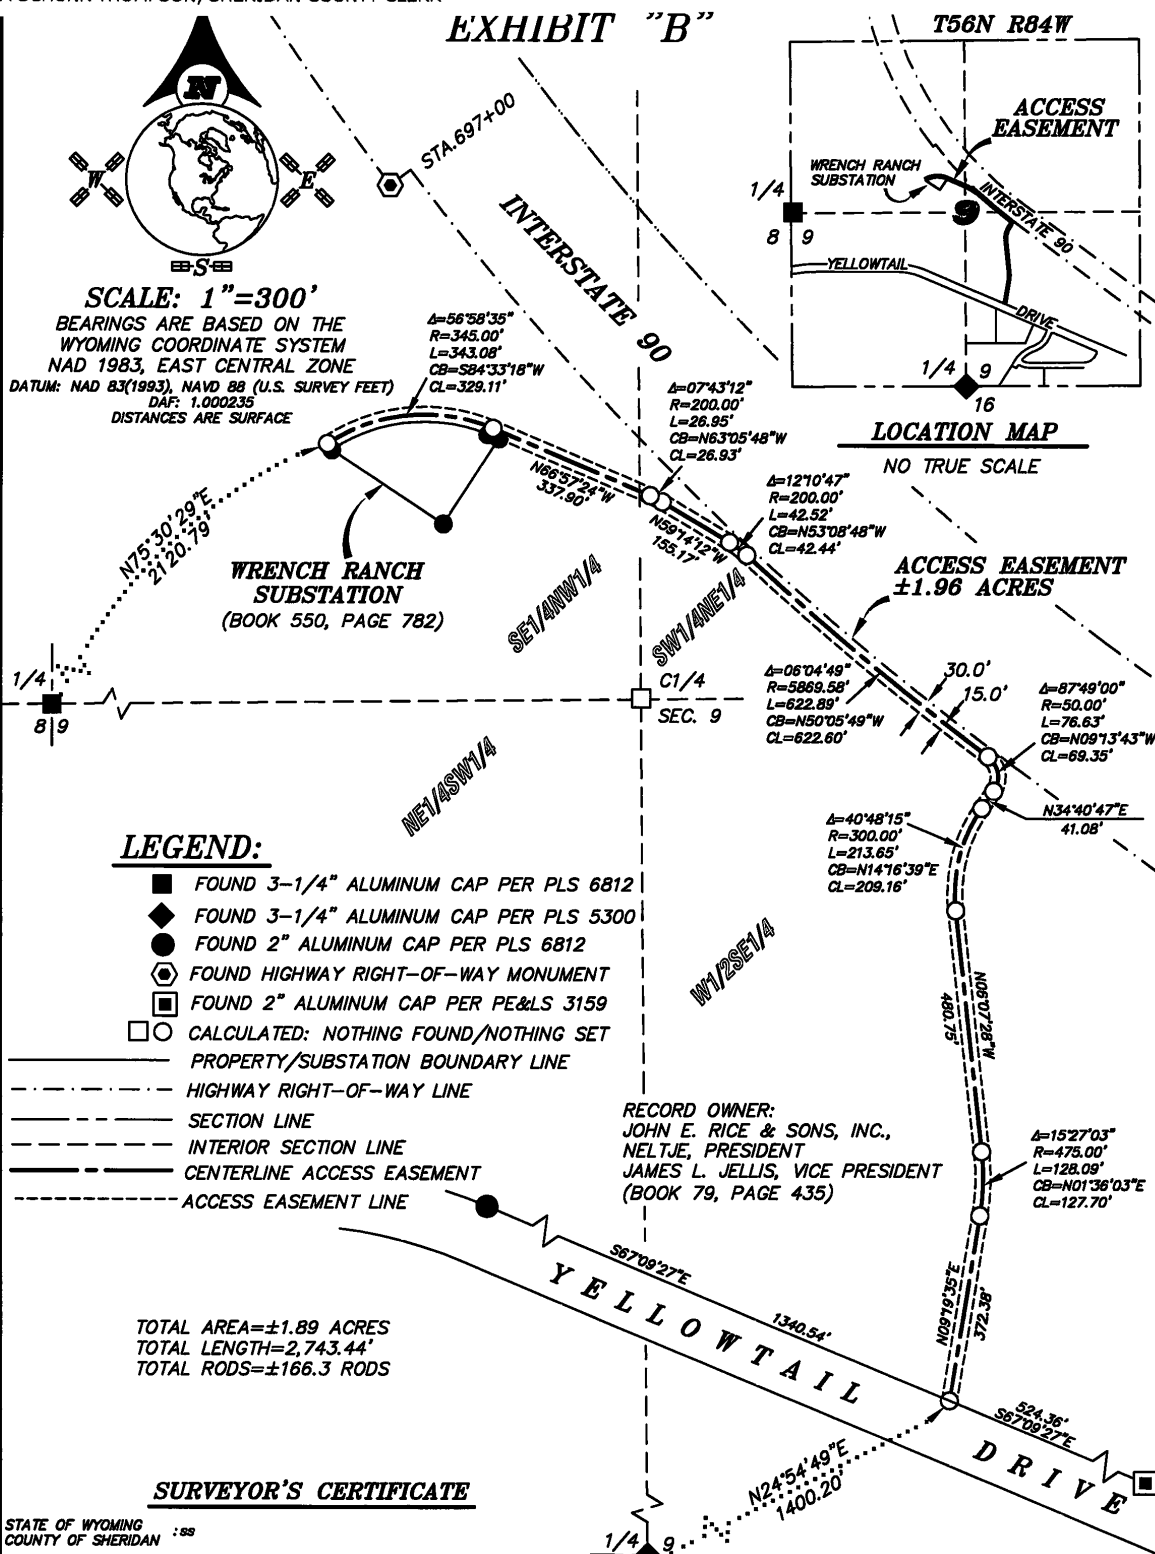 EXHIBIT "B"
T56N R84W
N
W
E
S
STA.697+00
INTERSTATE 90
ACCESS
EASEMENT
WRENCH RANCH
SUBSTATION
1/4
8 9
9
INTERSTATE 90
YELLOWTAIL
DRIVE
1/4 9
16
LOCATION MAP
NO TRUE SCALE
SCALE: 1"=300'
BEARINGS ARE BASED ON THE
WYOMING COORDINATE SYSTEM
NAD 1983, EAST CENTRAL ZONE
DATUM: NAD 83(1993), NAVD 88 (U.S. SURVEY FEET)
DAF: 1.000235
DISTANCES ARE SURFACE
Δ=56°58'35"
R=345.00'
L=343.08'
CB=S84°33'18"W
CL=329.11'
Δ=07°43'12"
R=200.00'
L=26.95'
CB=N63°05'48"W
CL=26.93'
Δ=12°10'47"
R=200.00'
L=42.52'
CB=N53°08'48"W
CL=42.44'
N66°57'24"W
337.90'
N59°14'12"W
155.17'
N75°30'29"E
2120.79'
WRENCH RANCH
SUBSTATION
(BOOK 550, PAGE 782)
SE1/4NW1/4
SW1/4NE1/4
ACCESS EASEMENT
±1.96 ACRES
1/4
8 9
C1/4
SEC. 9
Δ=06°04'49"
R=5869.58'
L=622.89'
CB=N50°05'49"W
CL=622.60'
30.0'
15.0'
Δ=87°49'00"
R=50.00'
L=76.63'
CB=N09°13'43"W
CL=69.35'
NE1/4SW1/4
N34°40'47"E
41.08'
Δ=40°48'15"
R=300.00'
L=213.65'
CB=N14°16'39"E
CL=209.16'
W1/2SE1/4
N06°07'28"W
480.75'
LEGEND:
FOUND 3-1/4" ALUMINUM CAP PER PLS 6812
FOUND 3-1/4" ALUMINUM CAP PER PLS 5300
FOUND 2" ALUMINUM CAP PER PLS 6812
FOUND HIGHWAY RIGHT-OF-WAY MONUMENT
FOUND 2" ALUMINUM CAP PER PE&LS 3159
CALCULATED: NOTHING FOUND/NOTHING SET
PROPERTY/SUBSTATION BOUNDARY LINE
HIGHWAY RIGHT-OF-WAY LINE
SECTION LINE
INTERIOR SECTION LINE
CENTERLINE ACCESS EASEMENT
ACCESS EASEMENT LINE
RECORD OWNER:
JOHN E. RICE & SONS, INC.,
NELTJE, PRESIDENT
JAMES L. JELLIS, VICE PRESIDENT
(BOOK 79, PAGE 435)
Δ=15°27'03"
R=475.00'
L=128.09'
CB=N01°36'03"E
CL=127.70'
S67°09'27"E
1340.54'
YELLOWTAIL DRIVE
N09°19'35"E
372.38'
524.36'
S67°09'27"E
TOTAL AREA=±1.89 ACRES
TOTAL LENGTH=2,743.44'
TOTAL RODS=±166.3 RODS
N24°54'49"E
1400.20'
1/4 9
SURVEYOR'S CERTIFICATE
STATE OF WYOMING :ss
COUNTY OF SHERIDAN